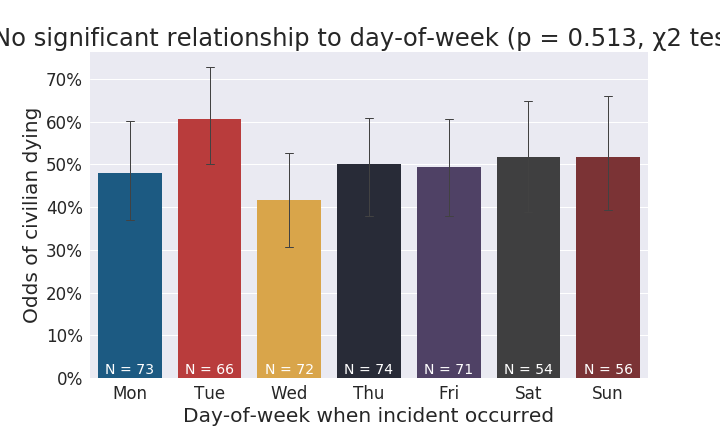 No significant relationship to day-of-week (p = 0.513, χ2 tes
70%
60%
50%
40%
30%
20%
10%
0%
Odds of civilian dying
N = 73
N = 66
N = 72
N = 74
N = 71
N = 54
N = 56
Mon
Tue
Wed
Thu
Fri
Sat
Sun
Day-of-week when incident occurred